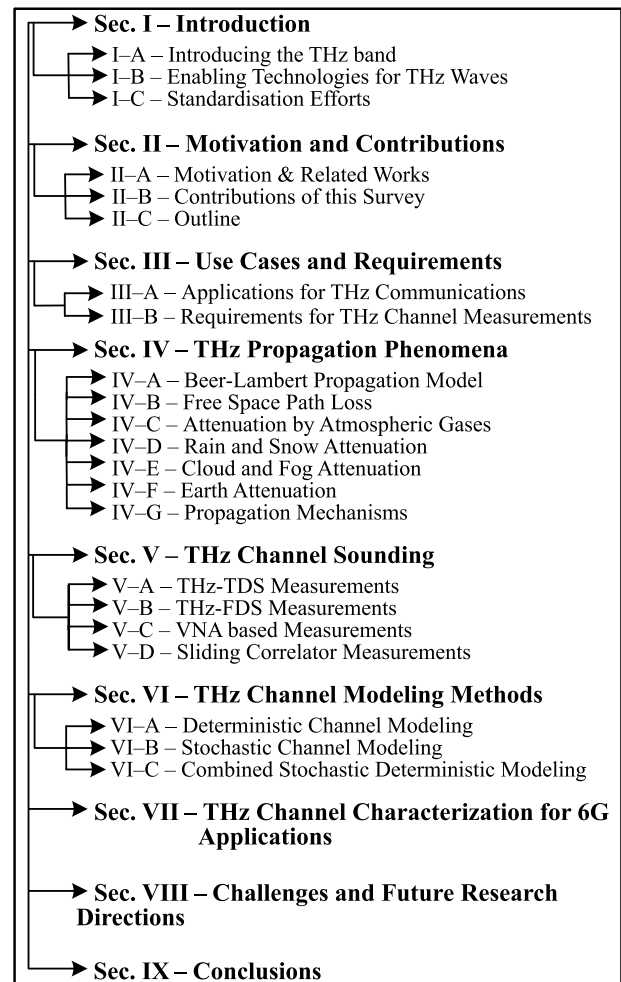 Sec. I – Introduction
I–A – Introducing the THz band
I–B – Enabling Technologies for THz Waves
I–C – Standardisation Efforts
Sec. II – Motivation and Contributions
II–A – Motivation & Related Works
II–B – Contributions of this Survey
II–C – Outline
Sec. III – Use Cases and Requirements
III–A – Applications for THz Communications
III–B – Requirements for THz Channel Measurements
Sec. IV – THz Propagation Phenomena
IV–A – Beer-Lambert Propagation Model
IV–B – Free Space Path Loss
IV–C – Attenuation by Atmospheric Gases
IV–D – Rain and Snow Attenuation
IV–E – Cloud and Fog Attenuation
IV–F – Earth Attenuation
IV–G – Propagation Mechanisms
Sec. V – THz Channel Sounding
V–A – THz-TDS Measurements
V–B – THz-FDS Measurements
V–C – VNA based Measurements
V–D – Sliding Correlator Measurements
Sec. VI – THz Channel Modeling Methods
VI–A – Deterministic Channel Modeling
VI–B – Stochastic Channel Modeling
VI–C – Combined Stochastic Deterministic Modeling
Sec. VII – THz Channel Characterization for 6G
Applications
Sec. VIII – Challenges and Future Research
Directions
Sec. IX – Conclusions